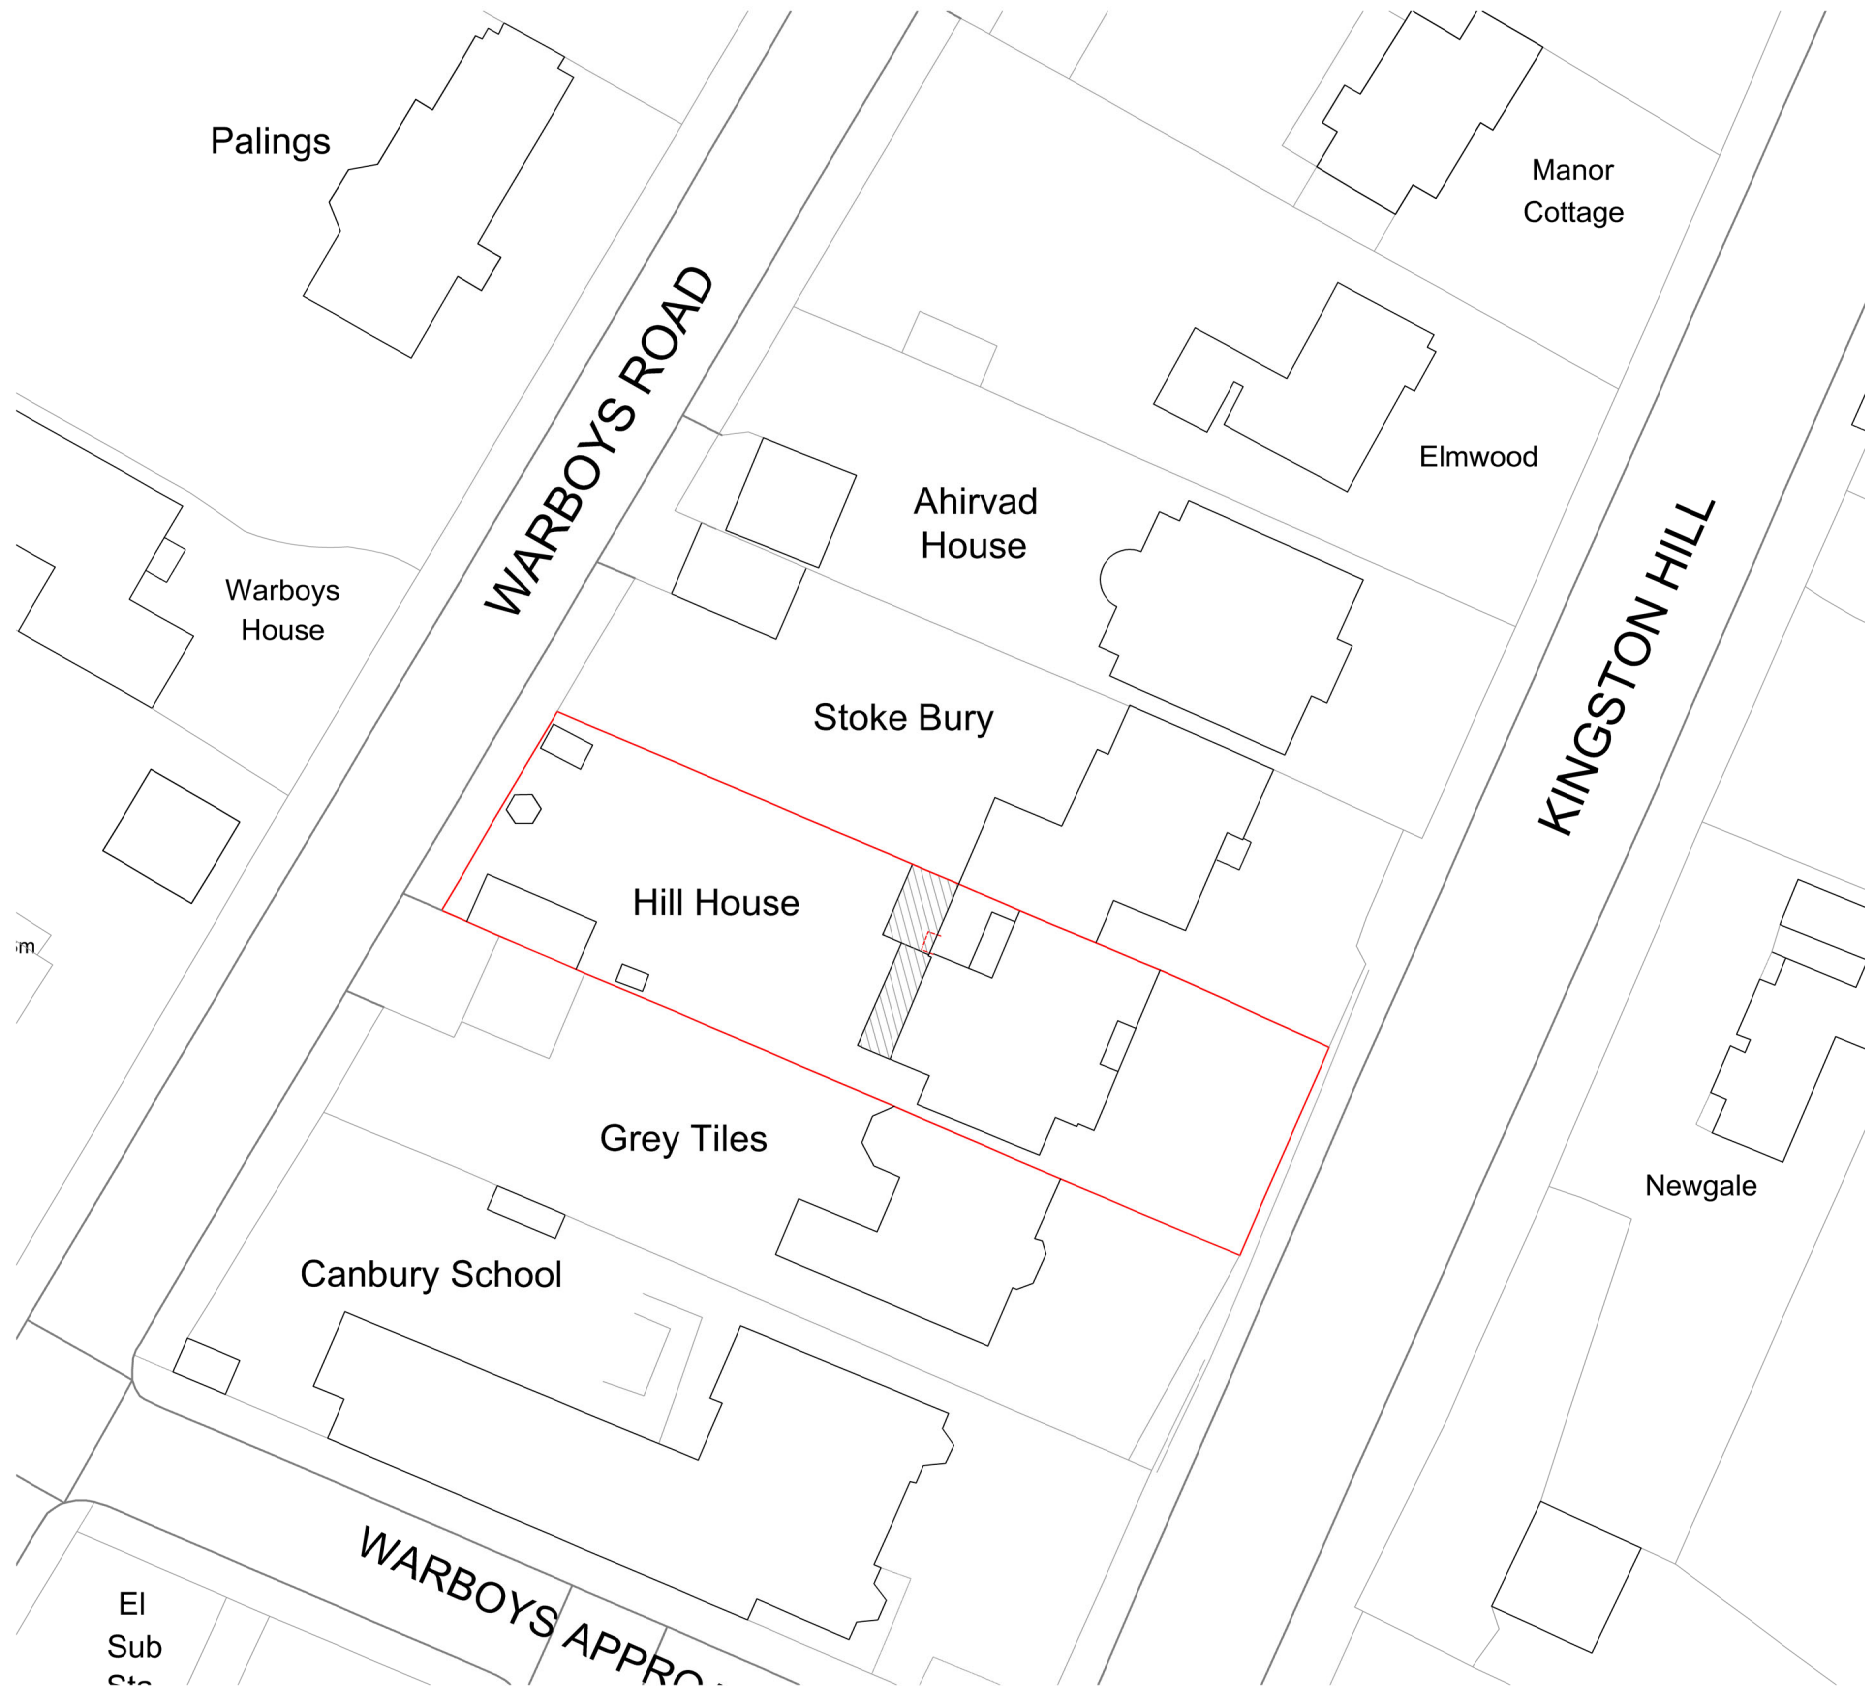 Palings
Manor
Cottage
WARBOYS ROAD
Elmwood
Ahirvad
House
KINGSTON HILL
Warboys
House
Stoke Bury
Hill House
Grey Tiles
Newgale
Canbury School
WARBOYS
El
Sub